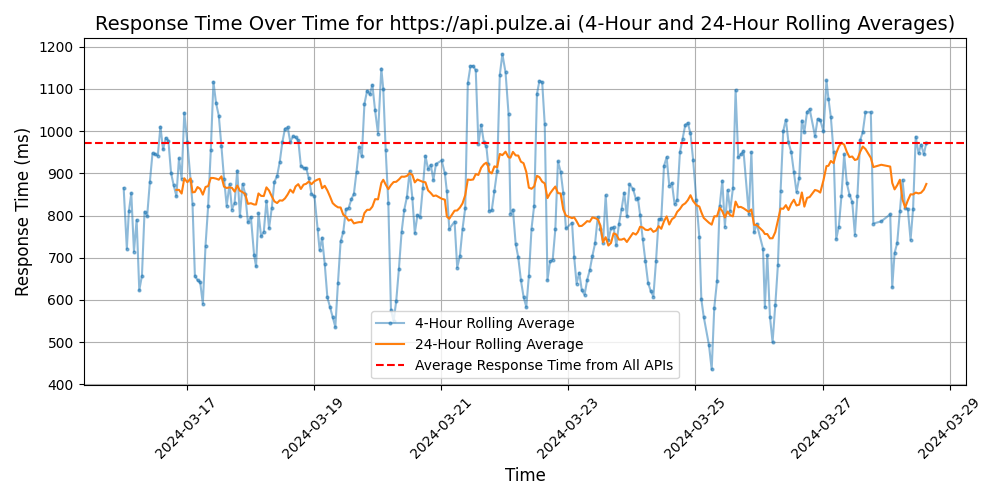 Response Time Over Time for https://api.pulze.ai (4-Hour and 24-Hour Rolling Averages)
Response Time (ms)
1200
1100
1000
900
800
700
600
500
400
4-Hour Rolling Average
24-Hour Rolling Average
Average Response Time from All APIs
2024-03-17
2024-03-19
2024-03-21
2024-03-23
2024-03-25
2024-03-27
2024-03-29
Time